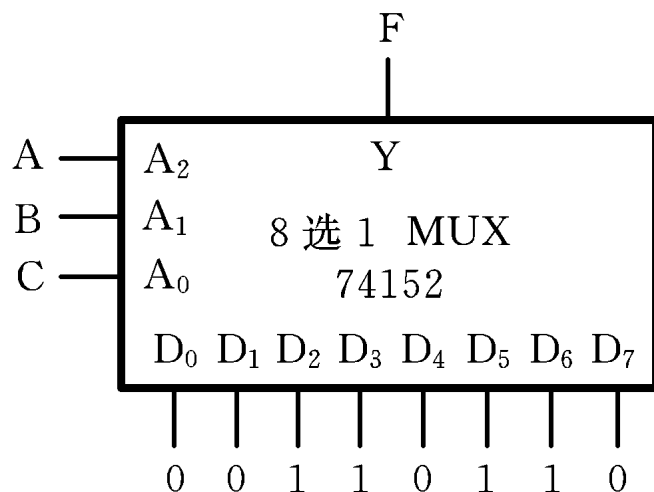 F
A A₂ Y
B A₁ 8选1 MUX
C A₀ 74152
D₀ D₁ D₂ D₃ D₄ D₅ D₆ D₇
0 0 1 1 0 1 1 0